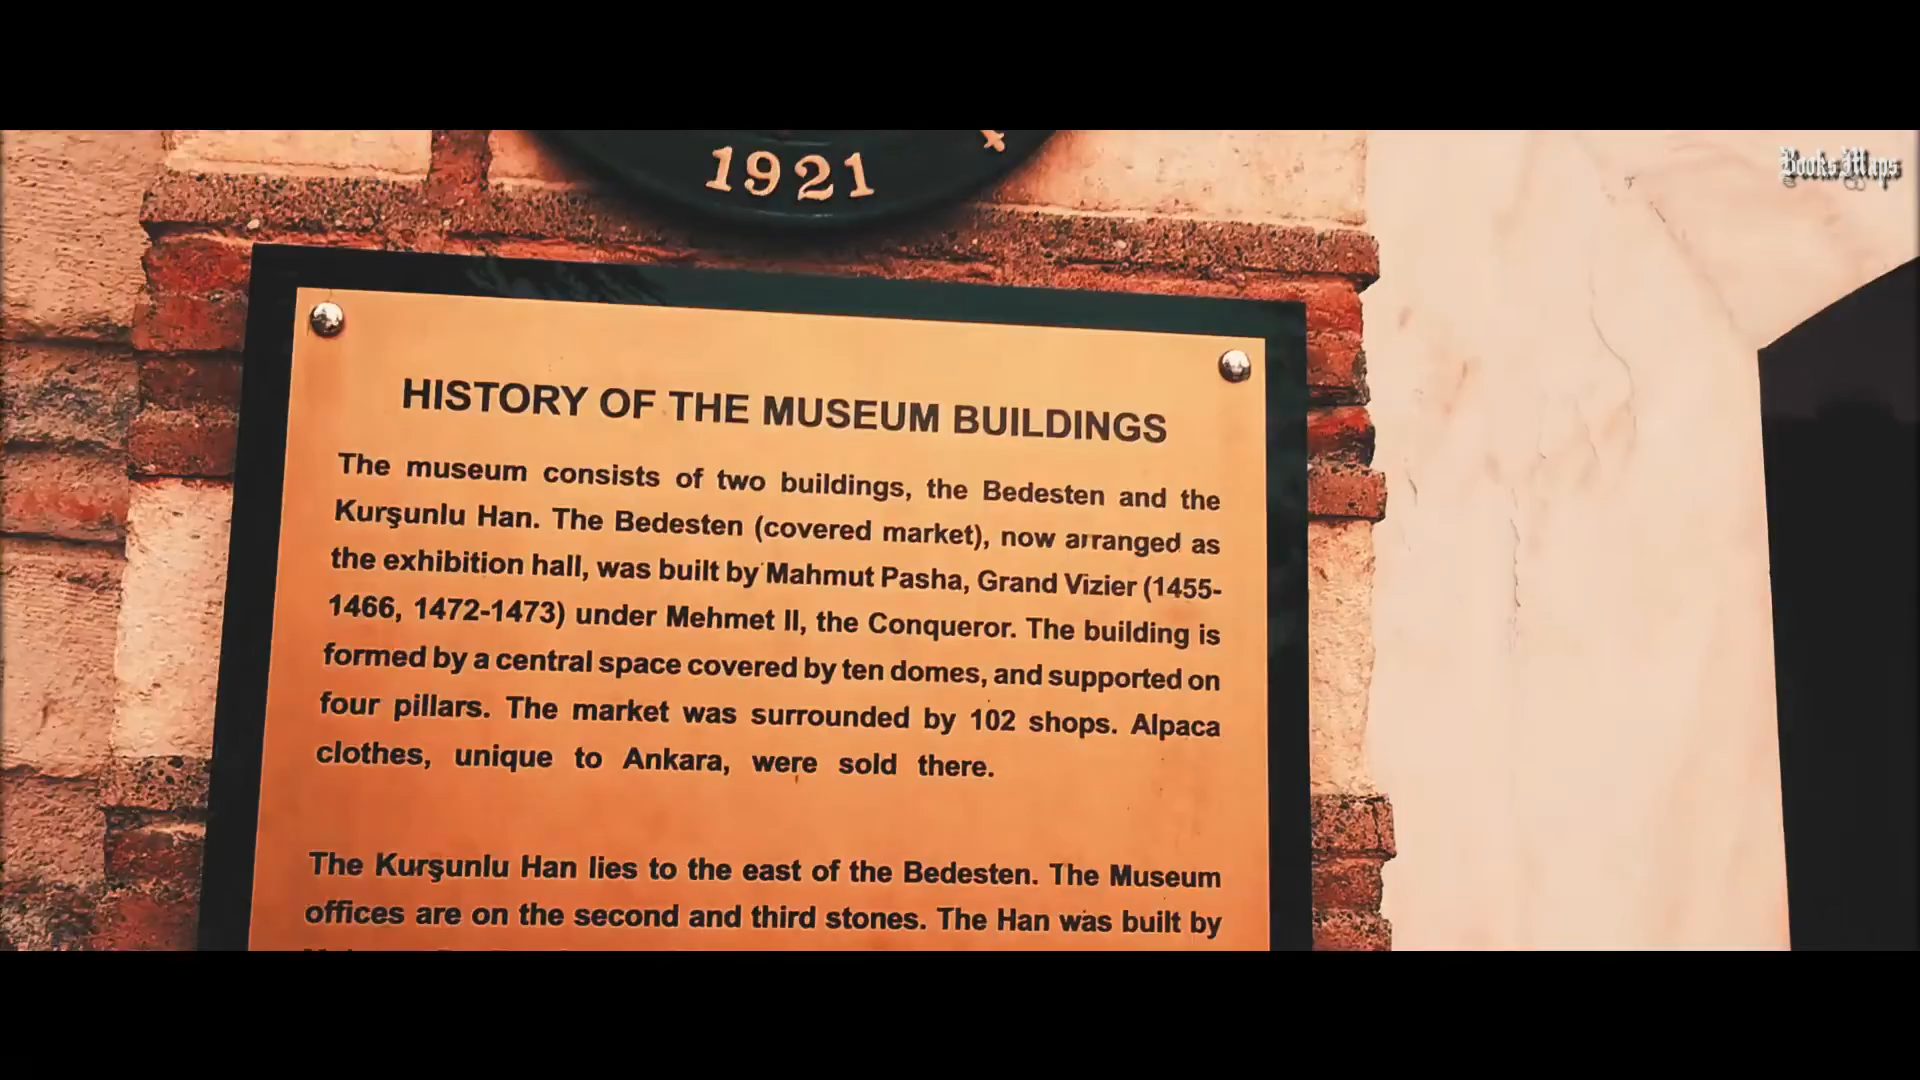 1921
BooksMaps
HISTORY OF THE MUSEUM BUILDINGS
The museum consists of two buildings, the Bedesten and the
Kurşunlu Han. The Bedesten (covered market), now arranged as
the exhibition hall, was built by Mahmut Pasha, Grand Vizier (1455-
1466, 1472-1473) under Mehmet II, the Conqueror. The building is
formed by a central space covered by ten domes, and supported on
four pillars. The market was surrounded by 102 shops. Alpaca
clothes, unique to Ankara, were sold there.
The Kurşunlu Han lies to the east of the Bedesten. The Museum
offices are on the second and third stones. The Han was built by